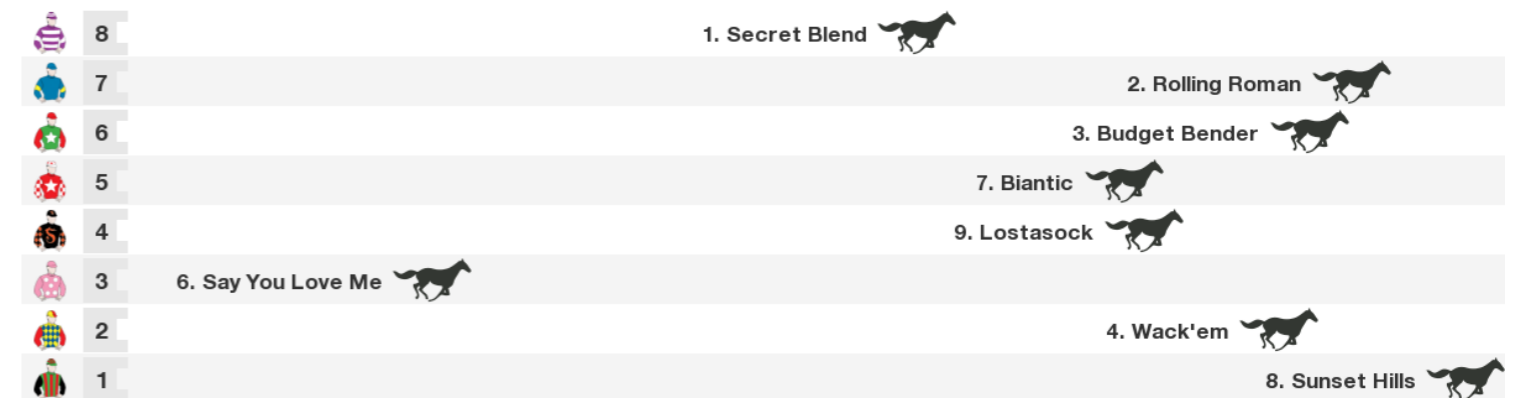 8 1. Secret Blend
7 2. Rolling Roman
6 3. Budget Bender
5 7. Biantic
4 9. Lostasock
3 6. Say You Love Me
2 4. Wack'em
1 8. Sunset Hills